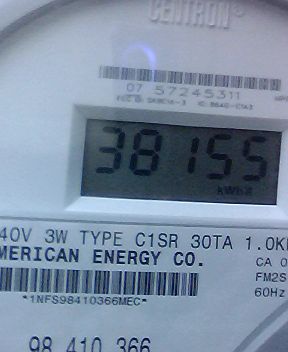 CENTRON®
07 57245311
38155
kWh
40V 3W TYPE C1SR 30TA 1.0K
MERICAN ENERGY CO.
CA 0
FM2S
*1NFS98410366MEC*
60Hz
98 410 366